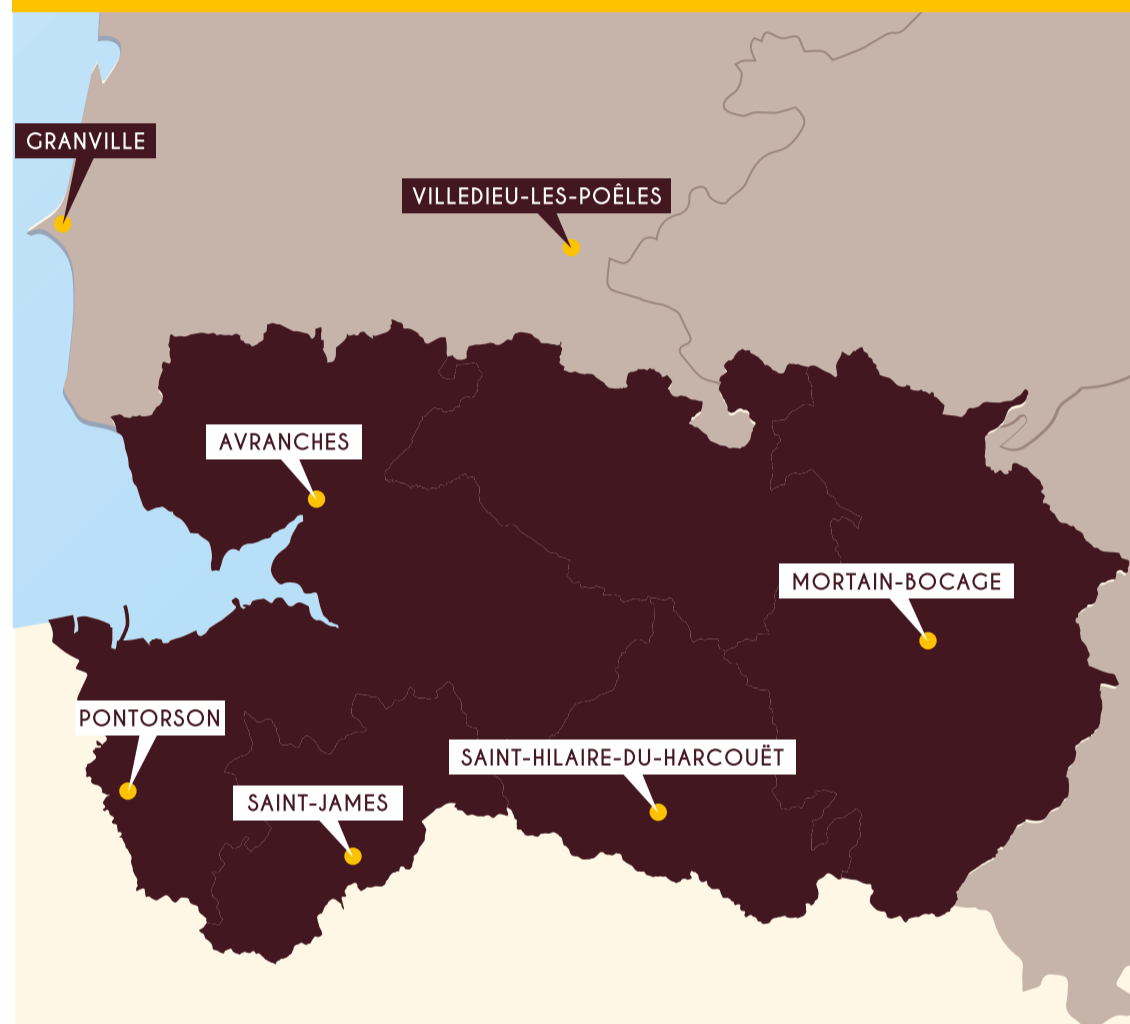 GRANVILLE
VILLEDIEU-LES-POÊLES
AVRANCHES
MORTAIN-BOCAGE
PONTORSON
SAINT-HILAIRE-DU-HARCOUËT
SAINT-JAMES